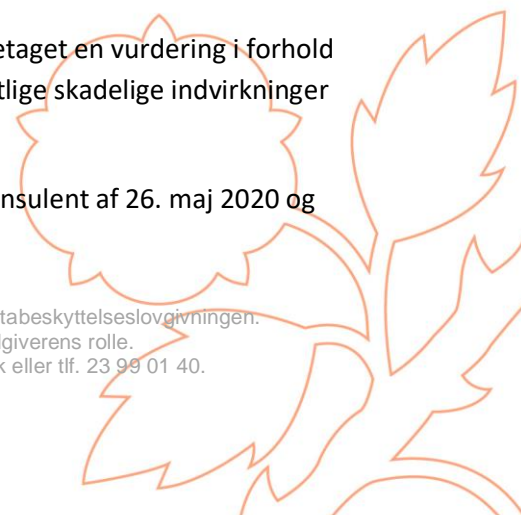 etaget en vurdering i forhold
tlige skadelige indvirkninger
nsulent af 26. maj 2020 og
tabeskyttelseslovgivningen.
lgiverens rolle.
k eller tlf. 23 99 01 40.